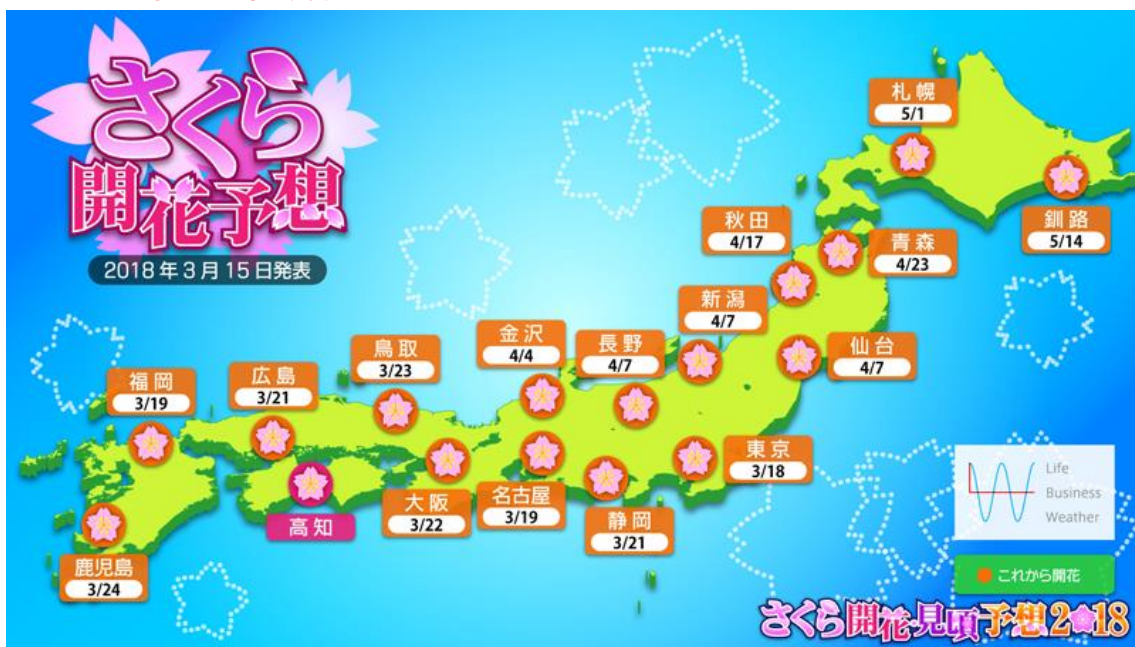 さくら
開花予想
2018年3月15日発表
札幌
5/1
釧路
5/14
秋田
4/17
青森
4/23
新潟
4/7
仙台
4/7
金沢
4/4
長野
4/7
鳥取
3/23
広島
3/21
福岡
3/19
東京
3/18
高知
大阪
3/22
名古屋
3/19
静岡
3/21
鹿児島
3/24
Life
Business
Weather
これから開花
さくら開花・見頃予想2018